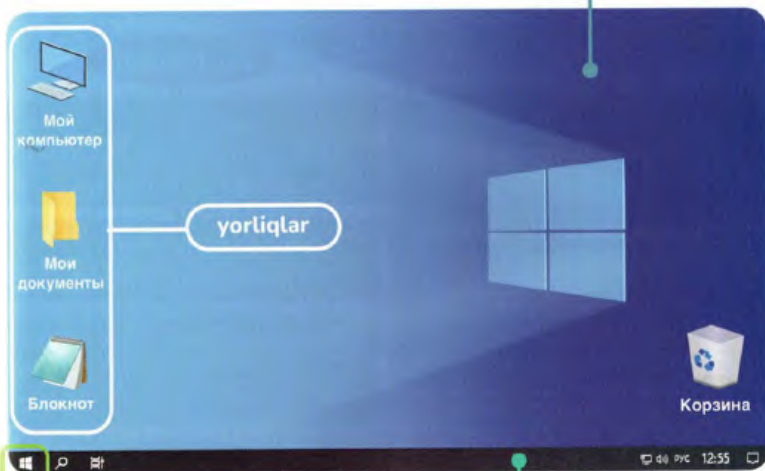 Мой
компьютер
yorliqlar
Мои
документы
Блокнот
Корзина
РУС 12:55